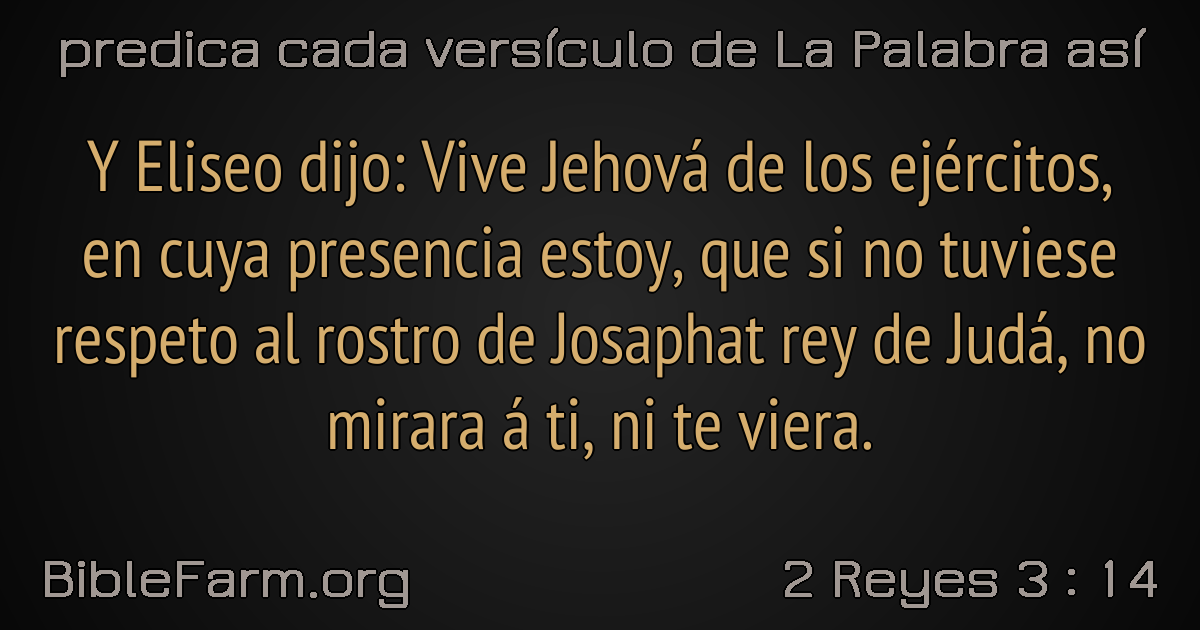 predica cada versículo de La Palabra así
Y Eliseo dijo: Vive Jehová de los ejércitos,
en cuya presencia estoy, que si no tuviese
respeto al rostro de Josaphat rey de Judá, no
mirara á ti, ni te viera.
BibleFarm.org
2 Reyes 3 : 14